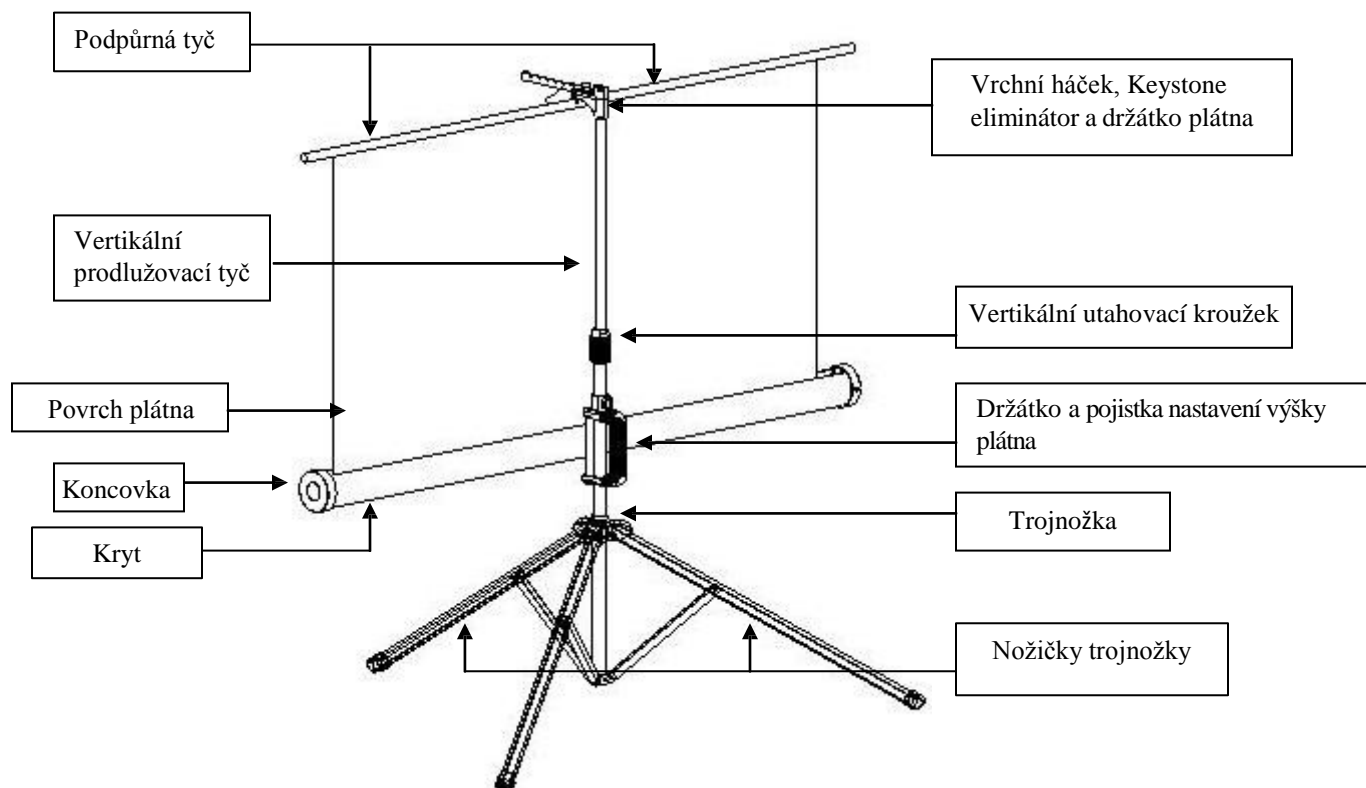 Podpůrná tyč
Vrchní háček, Keystone
eliminátor a držátko plátna
Vertikální
prodlužovací tyč
Vertikální utahovací kroužek
Povrch plátna
Držátko a pojistka nastavení výšky
plátna
Koncovka
Trojnožka
Kryt
Nožičky trojnožky